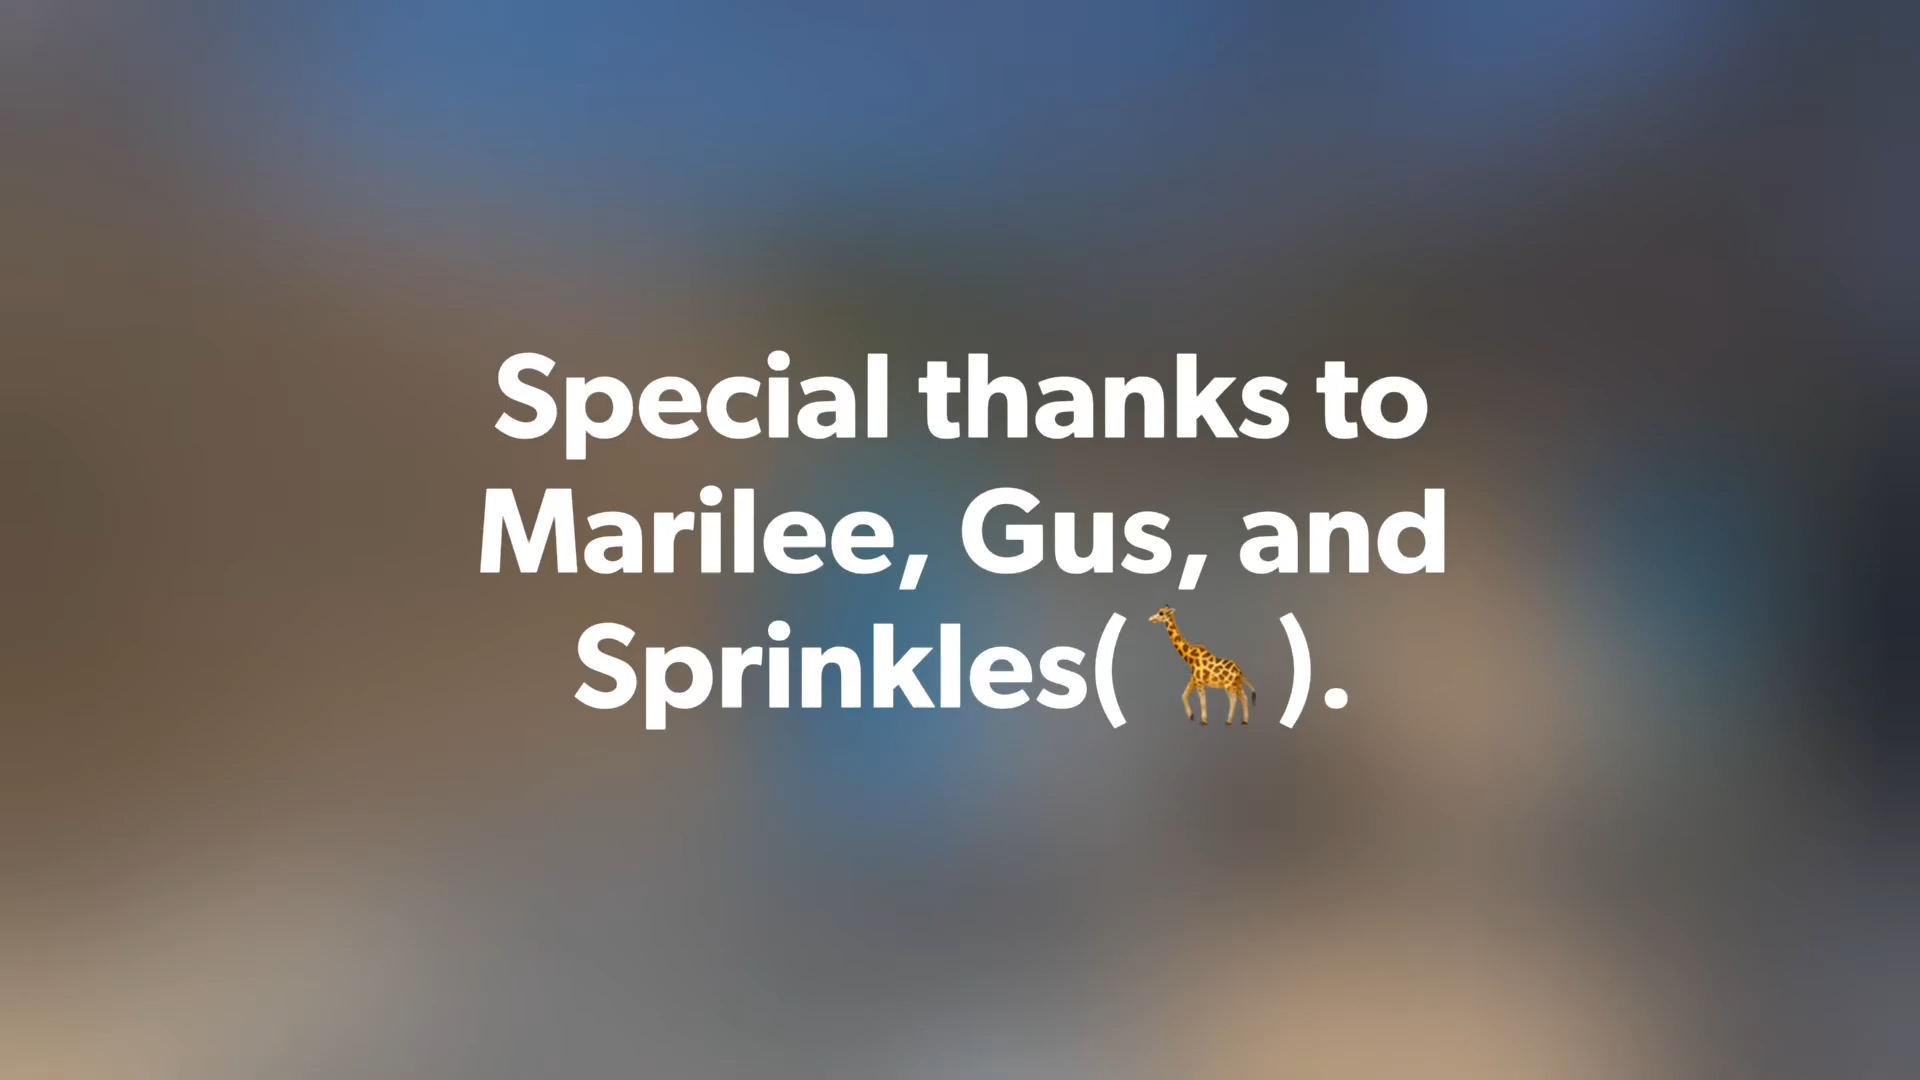 Special thanks to
Marilee, Gus, and
Sprinkles(🦒).